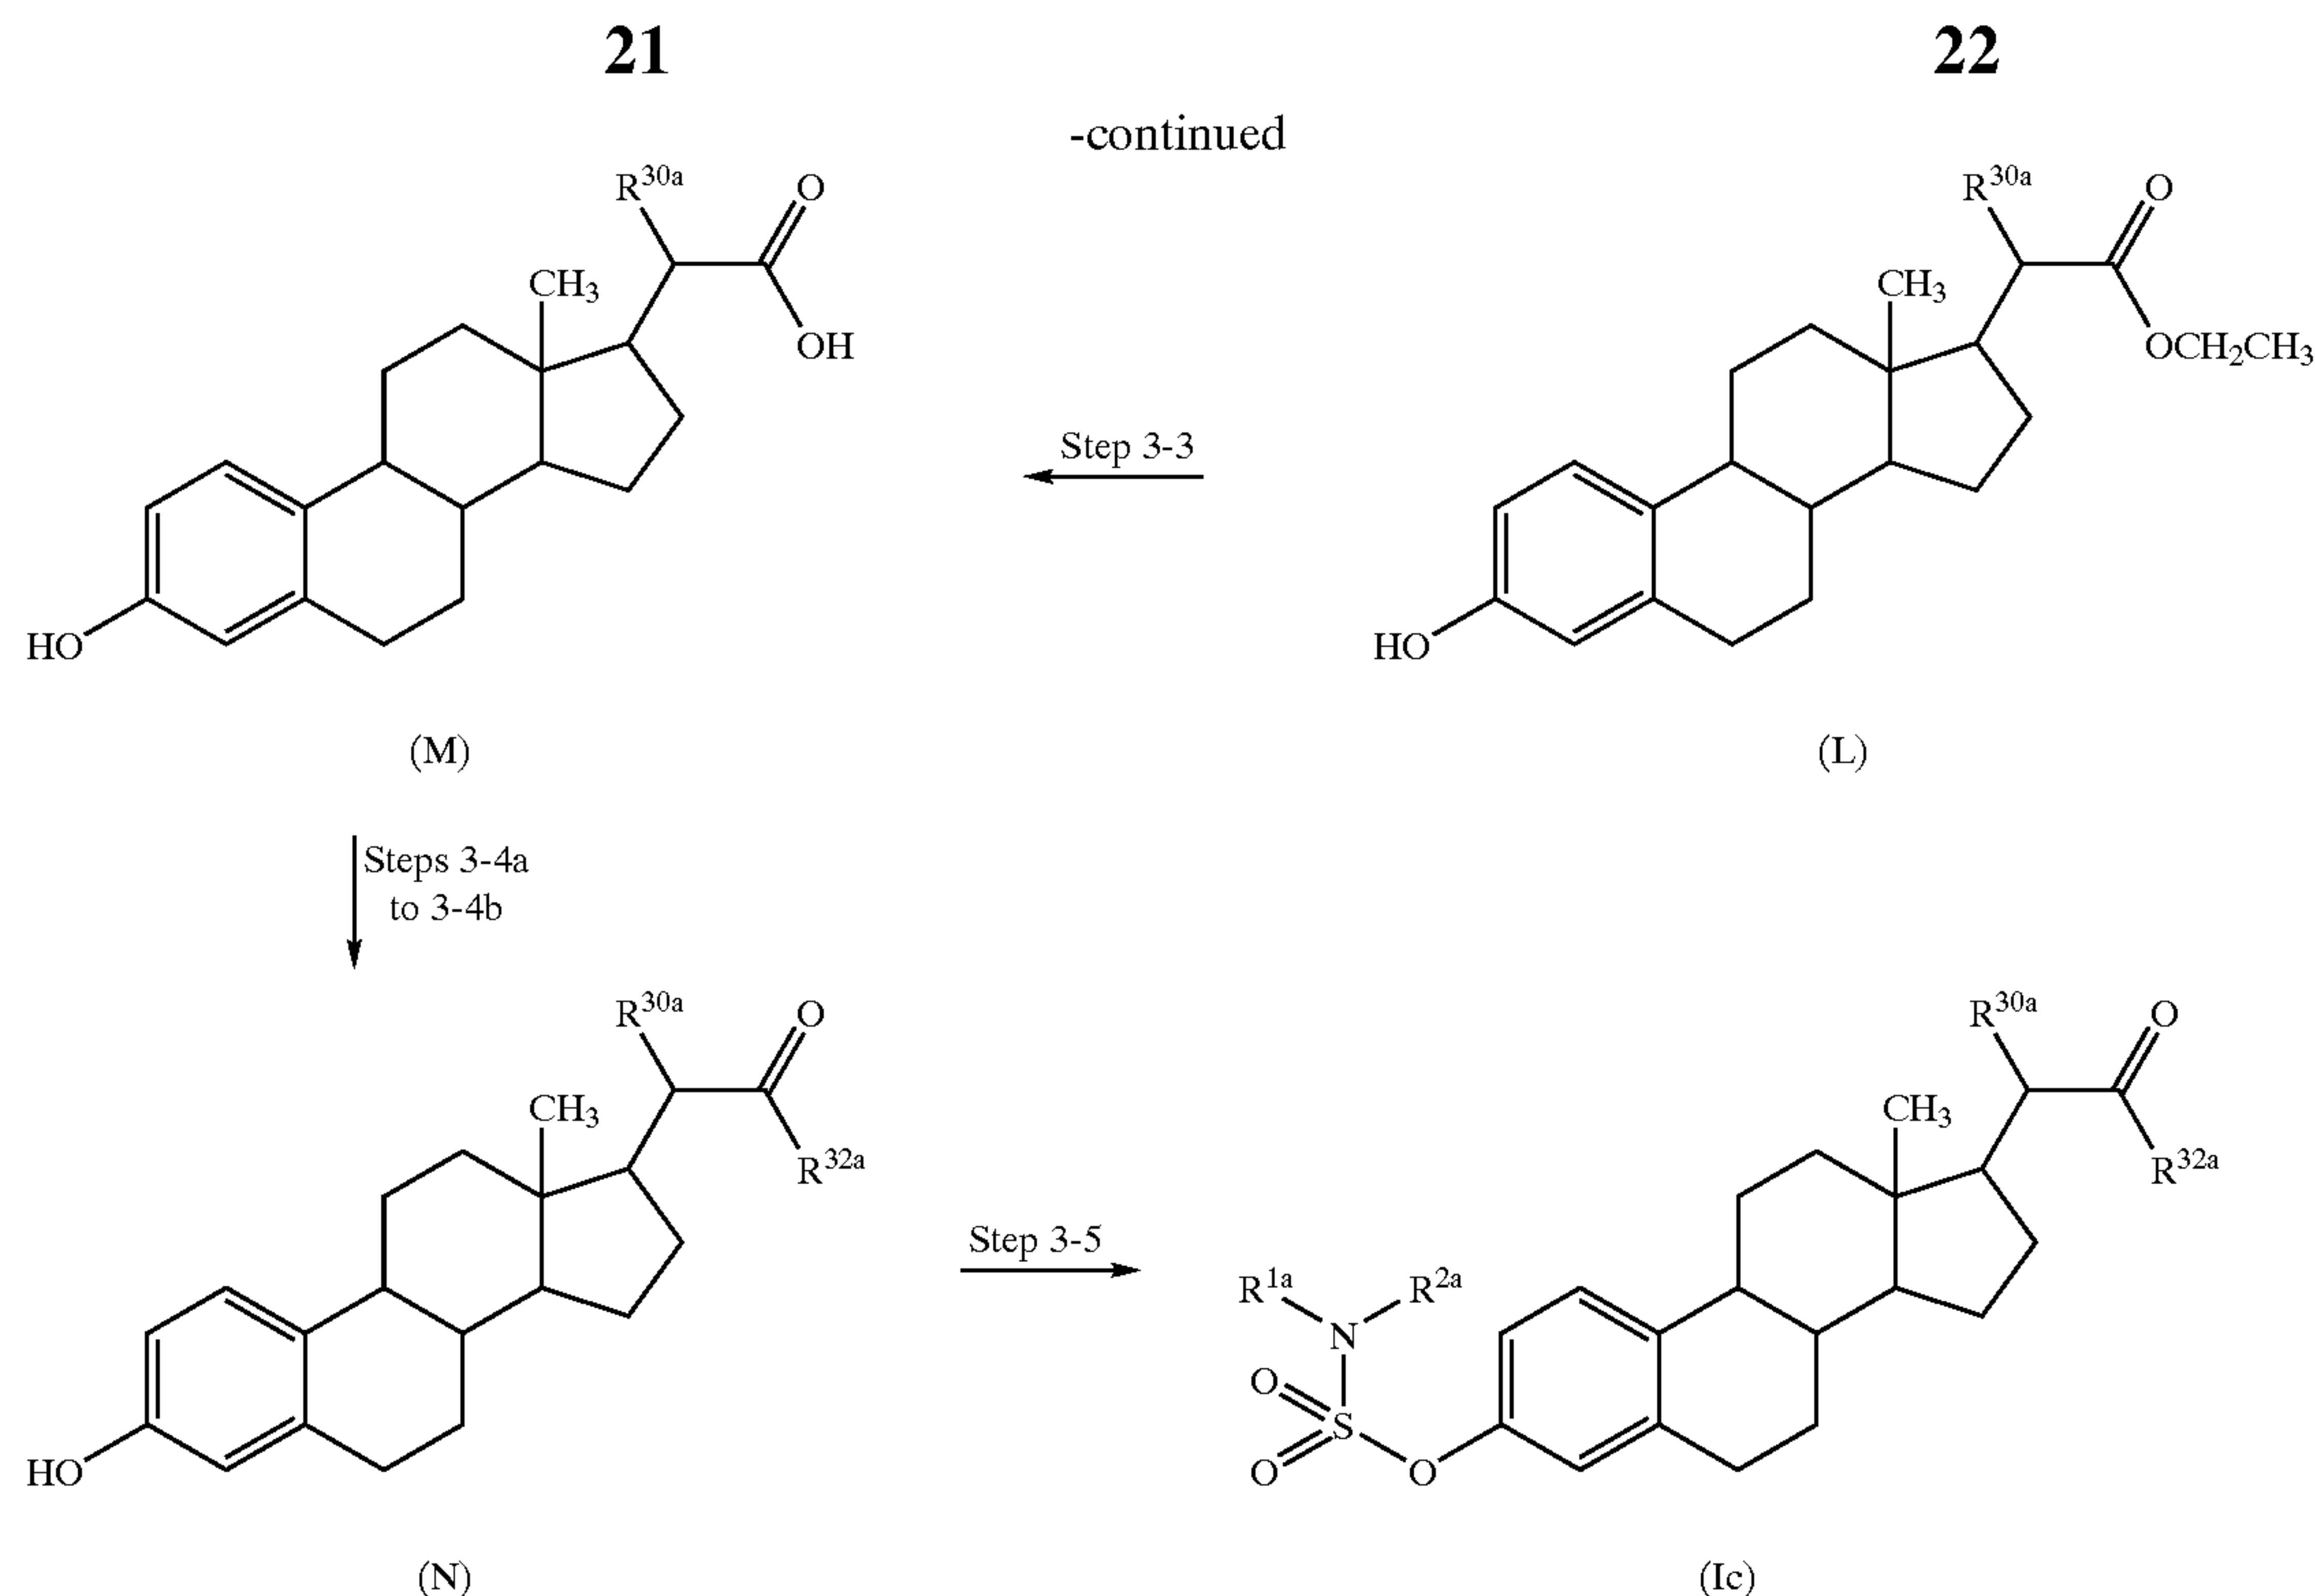 21
22
-continued
R30a
O
CH3
OH
HO
(M)
Step 3-3
R30a
O
CH3
OCH2CH3
HO
(L)
Steps 3-4a
to 3-4b
R30a
O
CH3
R32a
HO
(N)
Step 3-5
R30a
O
CH3
R32a
R1a
R2a
N
O
S
O
O
(Ic)